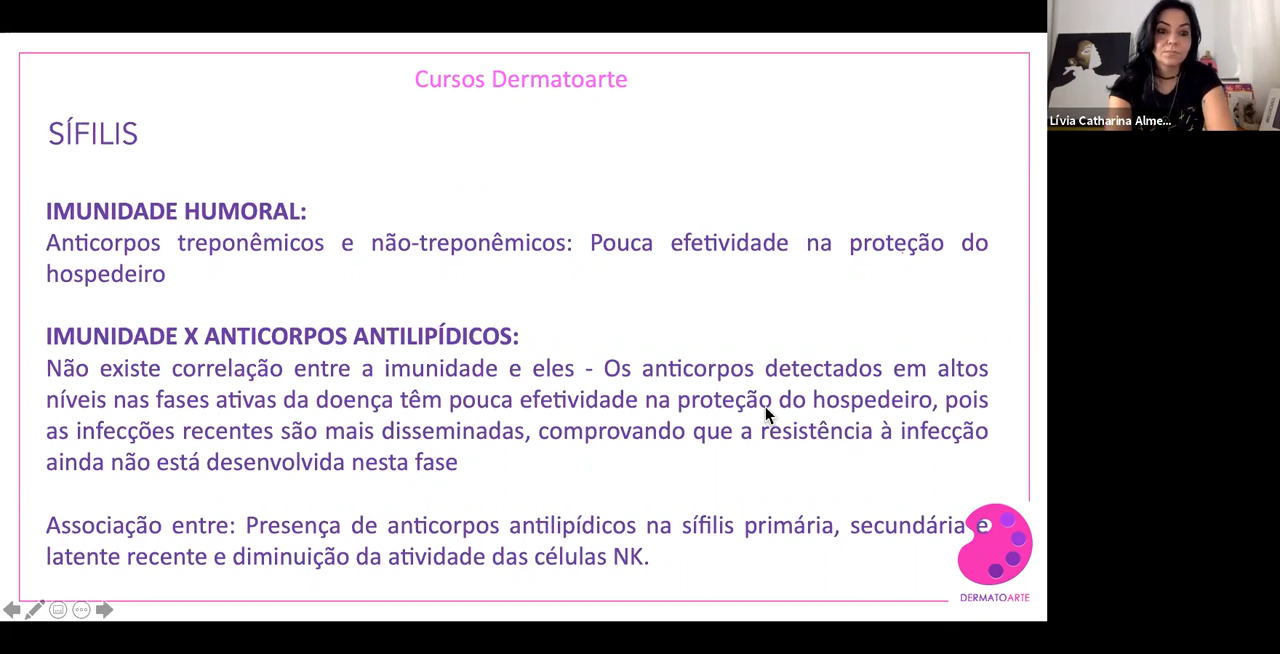 Cursos Dermatoarte
SÍFILIS
IMUNIDADE HUMORAL:
Anticorpos treponêmicos e não-treponêmicos: Pouca efetividade na proteção do
hospedeiro
IMUNIDADE X ANTICORPOS ANTILIPÍDICOS:
Não existe correlação entre a imunidade e eles - Os anticorpos detectados em altos
níveis nas fases ativas da doença têm pouca efetividade na proteção do hospedeiro, pois
as infecções recentes são mais disseminadas, comprovando que a resistência à infecção
ainda não está desenvolvida nesta fase
Associação entre: Presença de anticorpos antilipídicos na sífilis primária, secundária e
latente recente e diminuição da atividade das células NK.
DERMATOARTE
Lívia Catharina Alme...